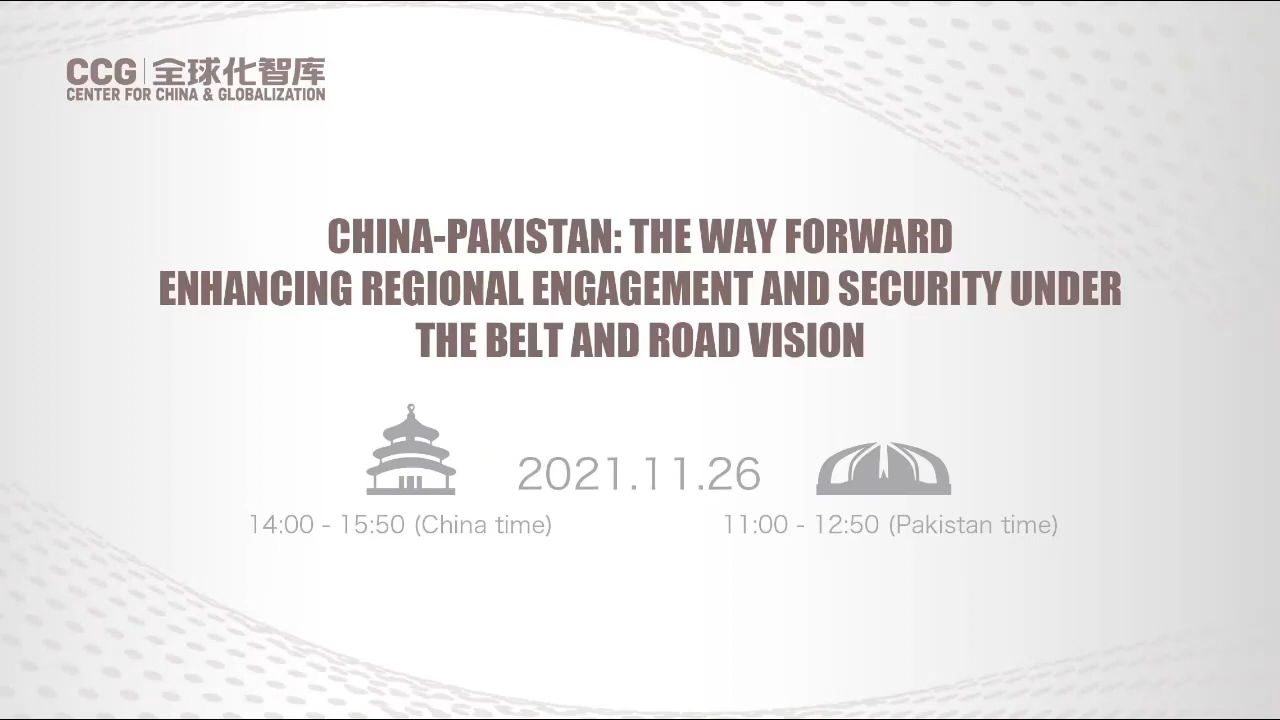 CCG 全球化智库
CENTER FOR CHINA & GLOBALIZATION
CHINA-PAKISTAN: THE WAY FORWARD
ENHANCING REGIONAL ENGAGEMENT AND SECURITY UNDER
THE BELT AND ROAD VISION
2021.11.26
14:00 - 15:50 (China time)
11:00 - 12:50 (Pakistan time)